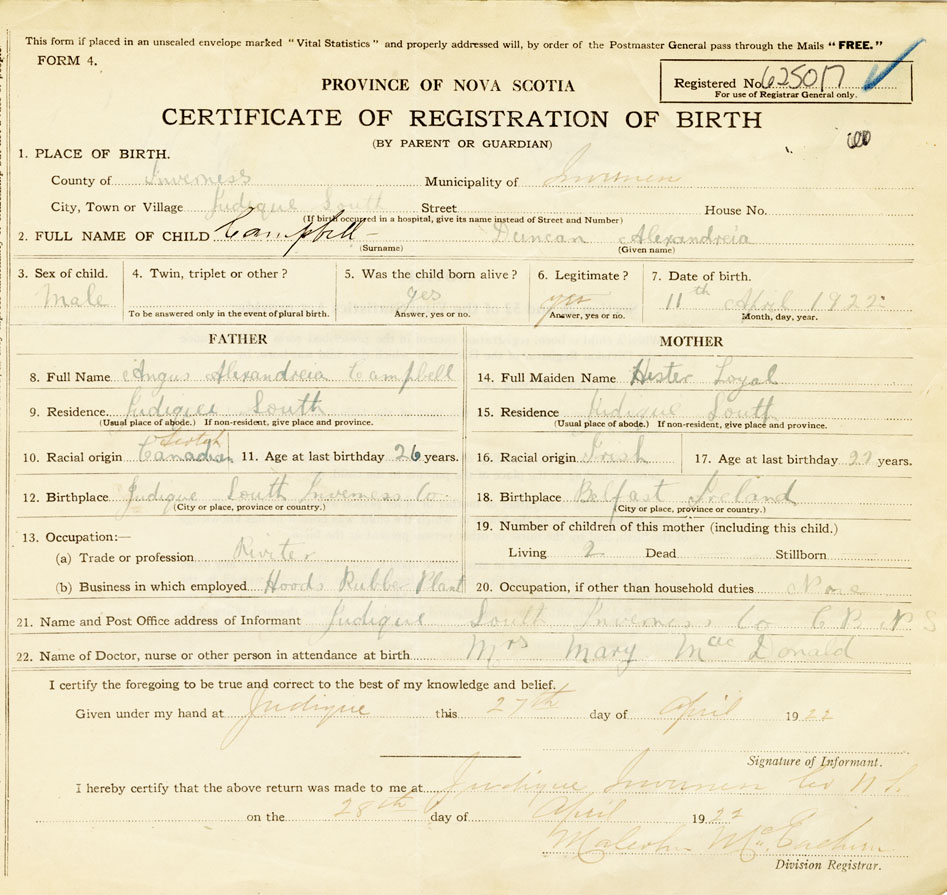 This form if placed in an unsealed envelope marked "Vital Statistics" and properly addressed will, by order of the Postmaster General pass through the Mails "FREE."
FORM 4.
Registered No. 625017
For use of Registrar General only.
PROVINCE OF NOVA SCOTIA
CERTIFICATE OF REGISTRATION OF BIRTH
(BY PARENT OR GUARDIAN)
1. PLACE OF BIRTH.
County of Inverness Municipality of Inverness
City, Town or Village Judique South Street House No.
(If birth occurred in a hospital, give its name instead of Street and Number)
2. FULL NAME OF CHILD Campbell - Duncan Alexandreia
(Surname) (Given name)
3. Sex of child. 4. Twin, triplet or other? 5. Was the child born alive? 6. Legitimate? 7. Date of birth.
Male yes yes 11th April 1922
To be answered only in the event of plural birth. Answer, yes or no. Answer, yes or no. Month, day, year.
FATHER
8. Full Name Angus Alexandreia Campbell
9. Residence. Judique South
(Usual place of abode.) If non-resident, give place and province.
Scotch
10. Racial origin Canadian 11. Age at last birthday 26 years.
12. Birthplace Judique South Inverness Co.
(City or place, province or country.)
13. Occupation:—
(a) Trade or profession Riviter
(b) Business in which employed Hoods Rubber Plant
MOTHER
14. Full Maiden Name Hester Loyal
15. Residence Judique South
(Usual place of abode.) If non-resident, give place and province.
16. Racial origin Irish 17. Age at last birthday years.
18. Birthplace Belfast Ireland
(City or place, province or country.)
19. Number of children of this mother (including this child.)
Living 2 Dead Stillborn
20. Occupation, if other than household duties None
21. Name and Post Office address of Informant Judique South Inverness Co C B N S
22. Name of Doctor, nurse or other person in attendance at birth Mrs Mary Mac Donald
I certify the foregoing to be true and correct to the best of my knowledge and belief.
Given under my hand at Judique this 27th day of April 1922
Signature of Informant.
I hereby certify that the above return was made to me at Judique Inverness Co N.S.
on the 28th day of April 1922
Malcolm McEachern
Division Registrar.